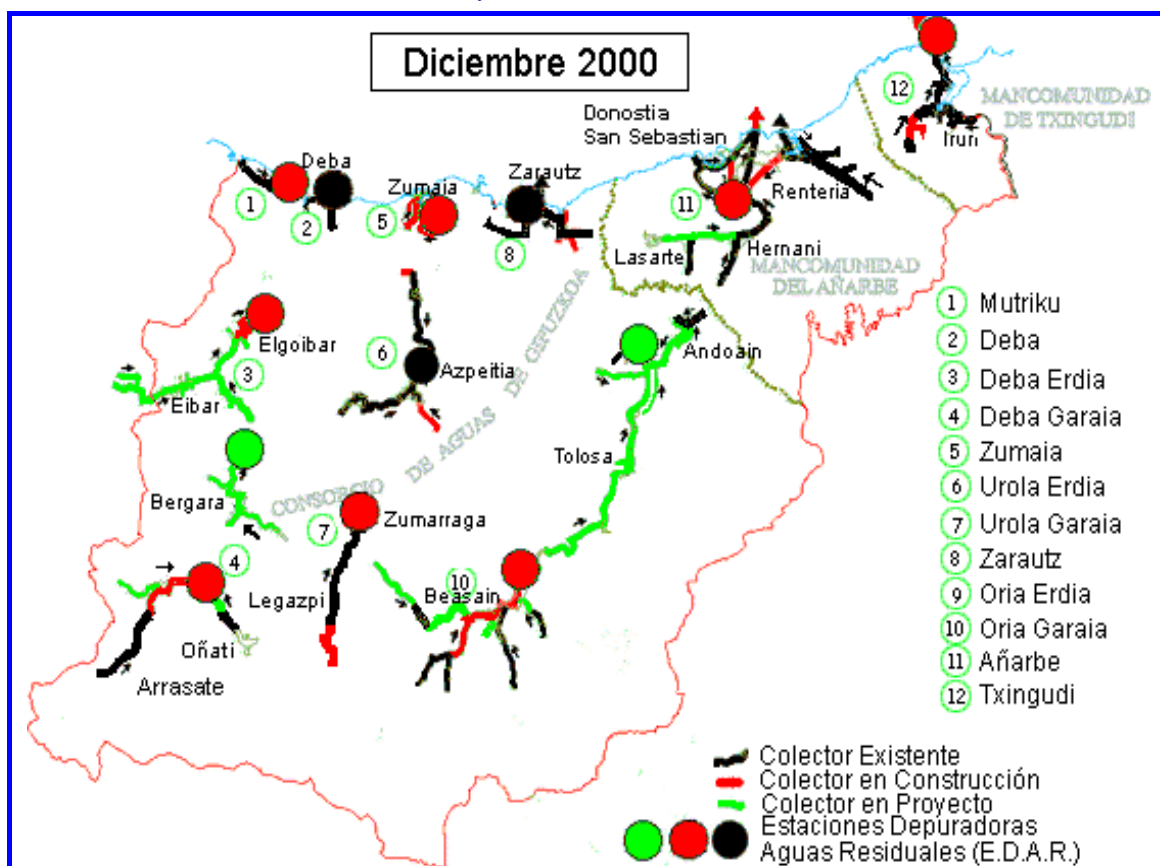 Diciembre 2000
12
MANCOMUNIDAD
DE TXINGUDI
Irun
Donostia
San Sebastian
Deba
Zumaia
Zarautz
1
2
5
8
11
Renteria
Lasarte
Hernani
MANCOMUNIDAD
DEL AÑARBE
Elgoibar
3
Eibar
6
Azpeitia
Andoain
CONSORCIO DE AGUAS DE GIPUZKOA
Tolosa
Bergara
7
Zumarraga
4
Legazpi
10
Beasain
Oñati
Arrasate
1 Mutriku
2 Deba
3 Deba Erdia
4 Deba Garaia
5 Zumaia
6 Urola Erdia
7 Urola Garaia
8 Zarautz
9 Oria Erdia
10 Oria Garaia
11 Añarbe
12 Txingudi
Colector Existente
Colector en Construcción
Colector en Proyecto
Estaciones Depuradoras
Aguas Residuales (E.D.A.R.)